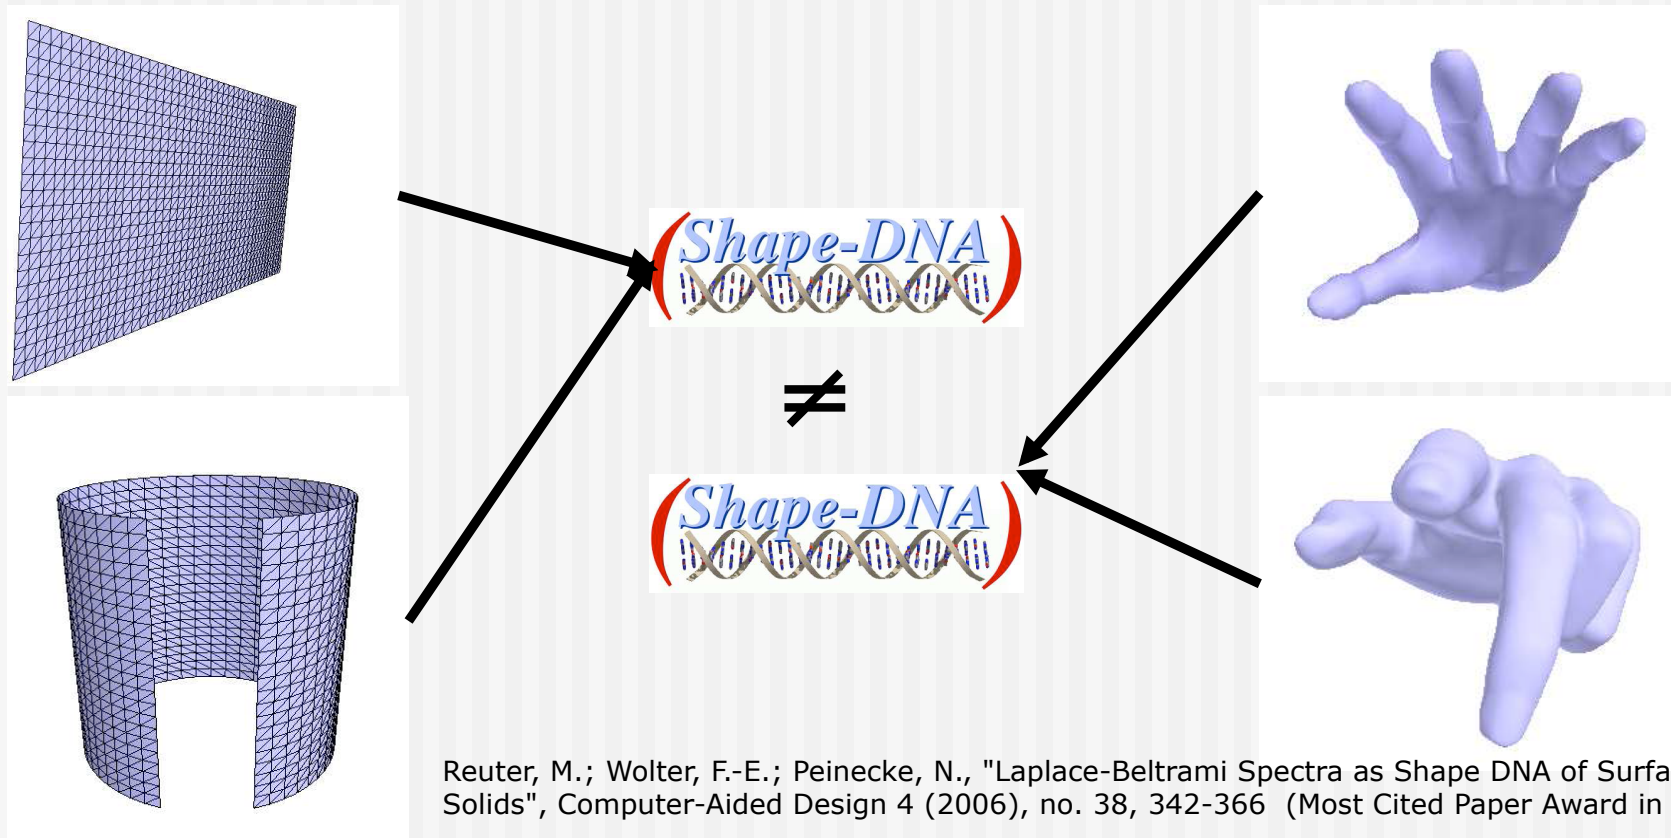 (Shape-DNA)
≠
(Shape-DNA)
Reuter, M.; Wolter, F.-E.; Peinecke, N., "Laplace-Beltrami Spectra as Shape DNA of Surfa
Solids", Computer-Aided Design 4 (2006), no. 38, 342-366 (Most Cited Paper Award in